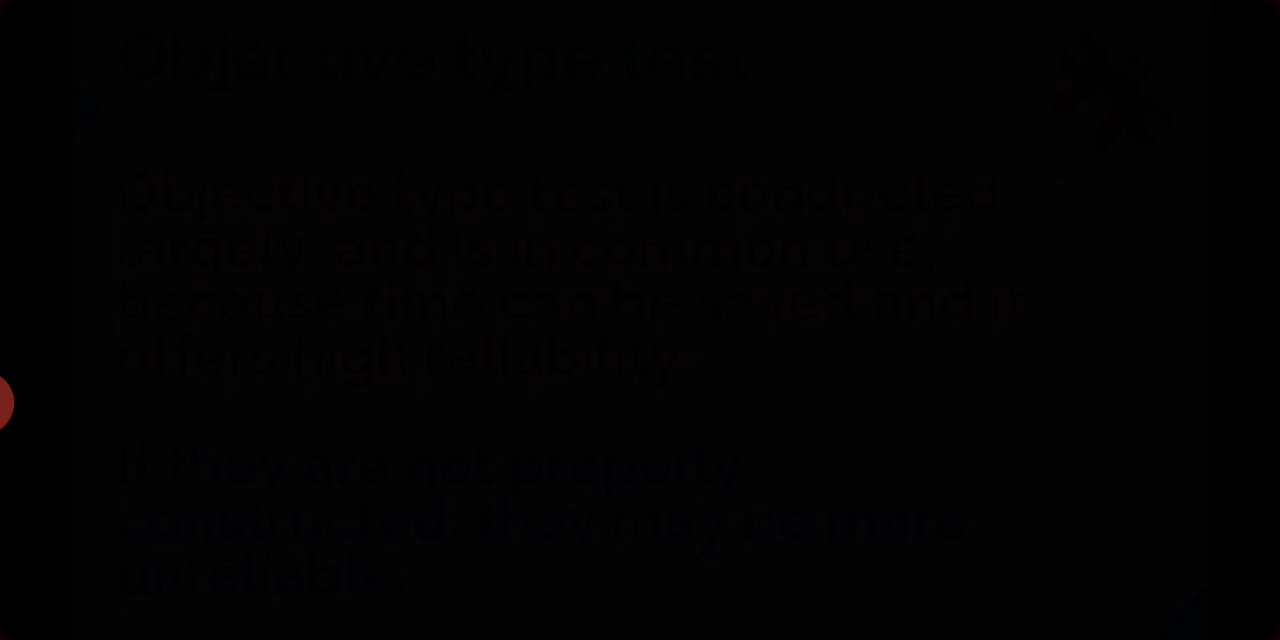 Objective type test
Objective type test is conducted
largely, and is in common use,
because time can be saved and it
offers high reliability.
If they are not properly
constructed, they may be more
unreliable.